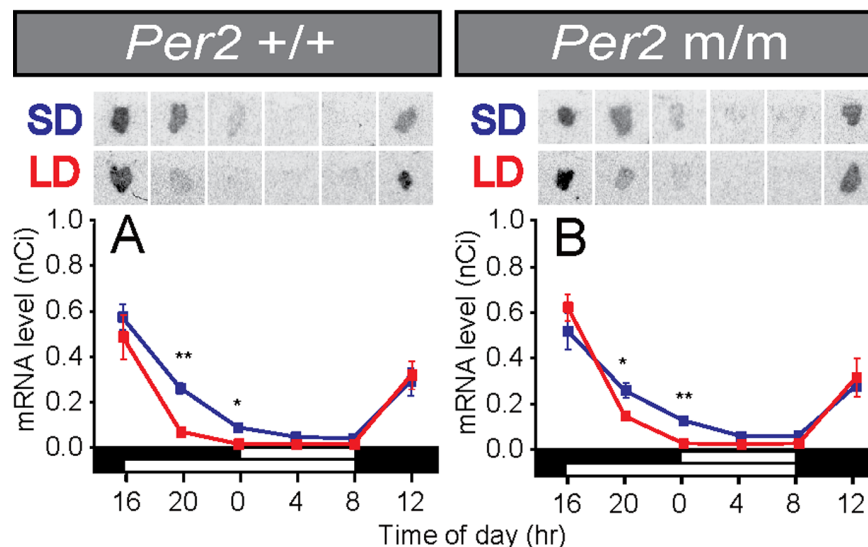 Per2 +/+
Per2 m/m
SD
LD
SD
LD
A
B
mRNA level (nCi)
1.0
0.8
0.6
0.4
0.2
0.0
**
*
16 20 0 4 8 12
mRNA level (nCi)
1.0
0.8
0.6
0.4
0.2
0.0
*
**
16 20 0 4 8 12
Time of day (hr)